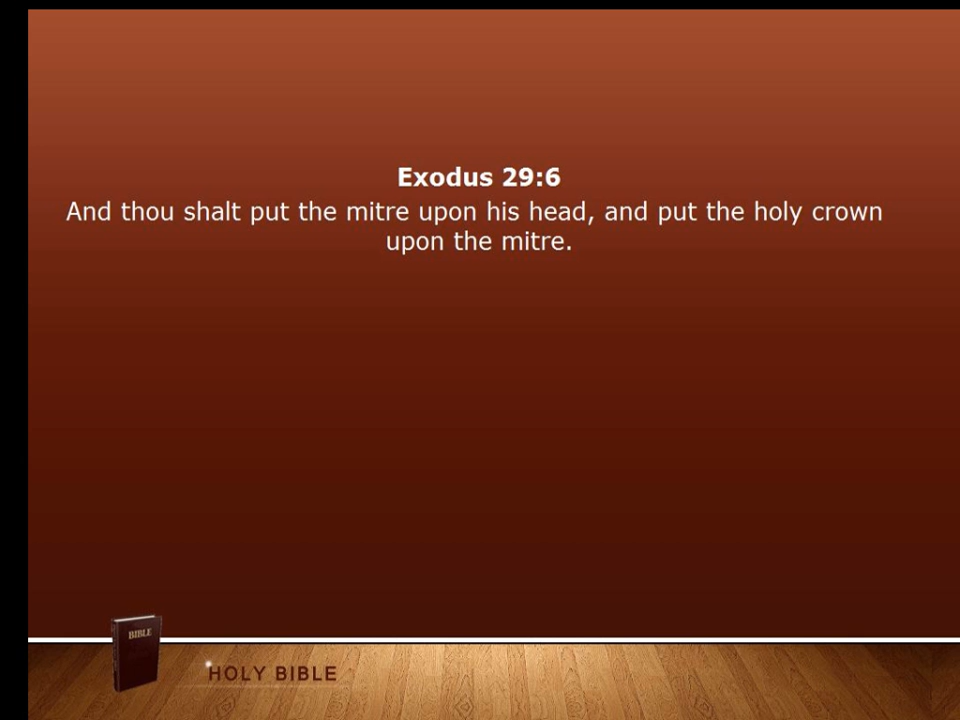 Exodus 29:6
And thou shalt put the mitre upon his head, and put the holy crown
upon the mitre.
BIBLE
HOLY BIBLE